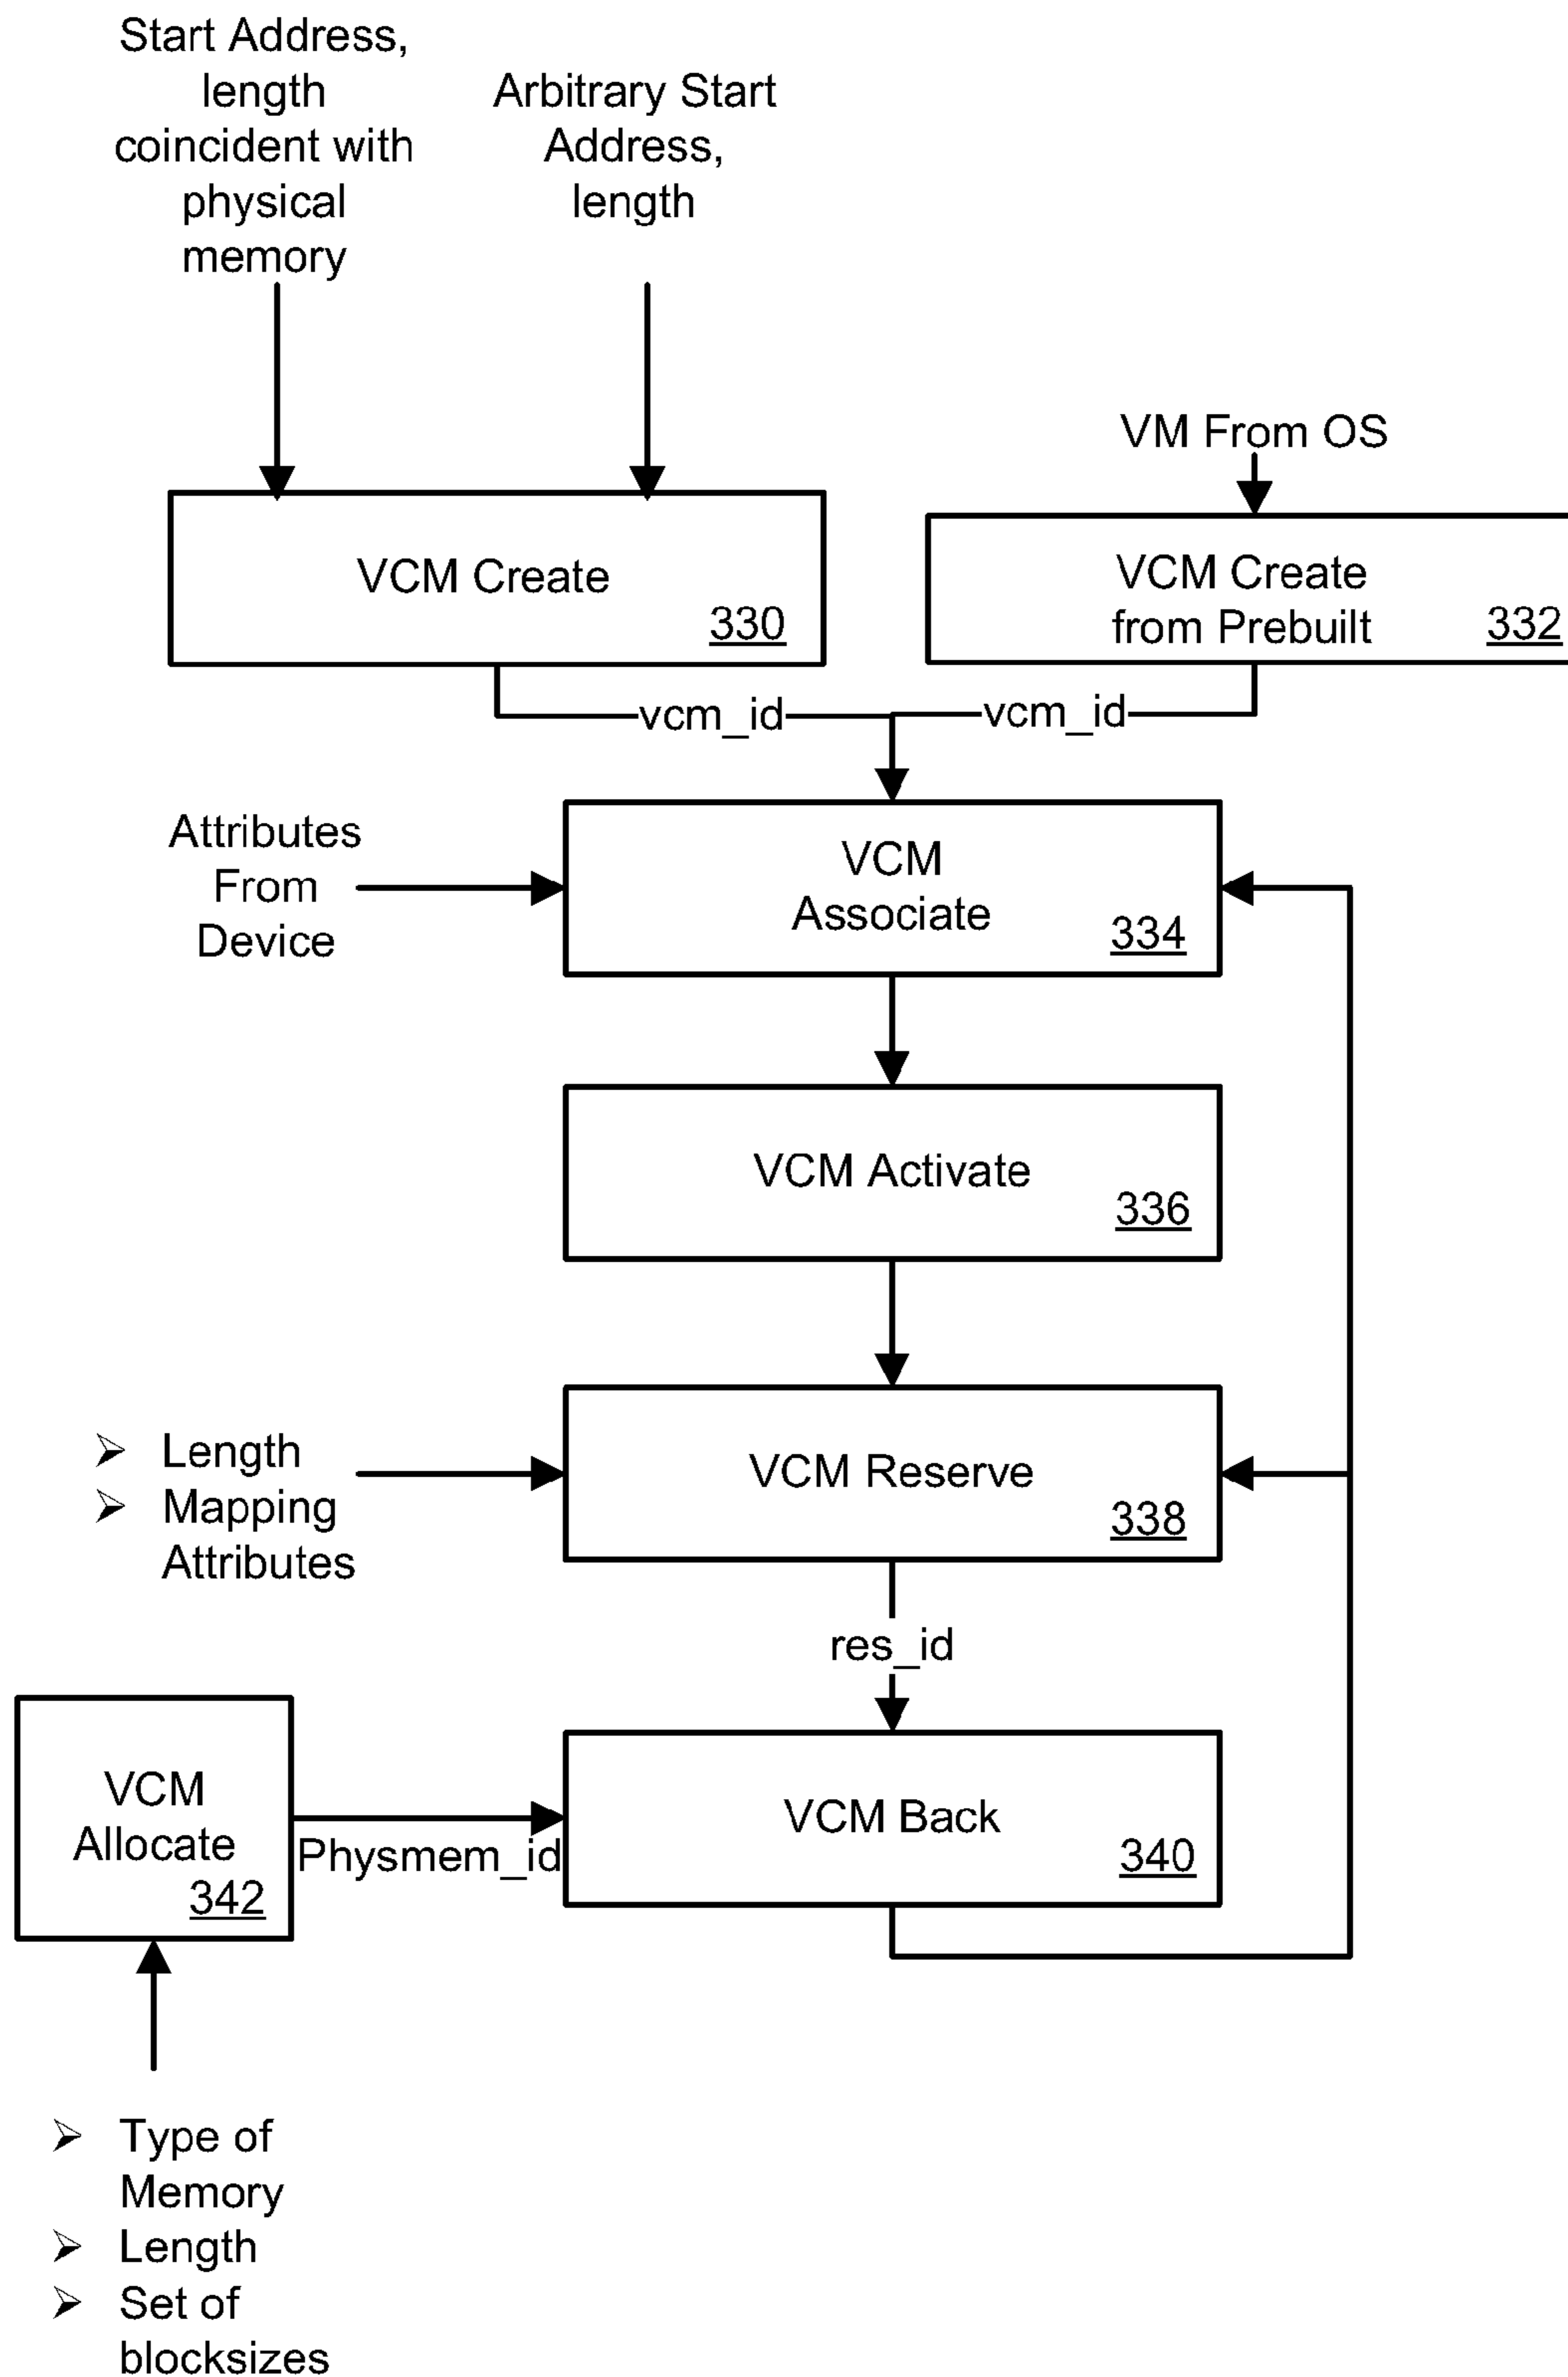 Start Address,
length
coincident with
physical
memory
Arbitrary Start
Address,
length
VM From OS
VCM Create
330
VCM Create
from Prebuilt
332
vcm_id
vcm_id
Attributes
From
Device
VCM
Associate
334
VCM Activate
336
➢ Length
➢ Mapping
Attributes
VCM Reserve
338
res_id
VCM
Allocate
342
Physmem_id
VCM Back
340
➢ Type of
Memory
➢ Length
➢ Set of
blocksizes